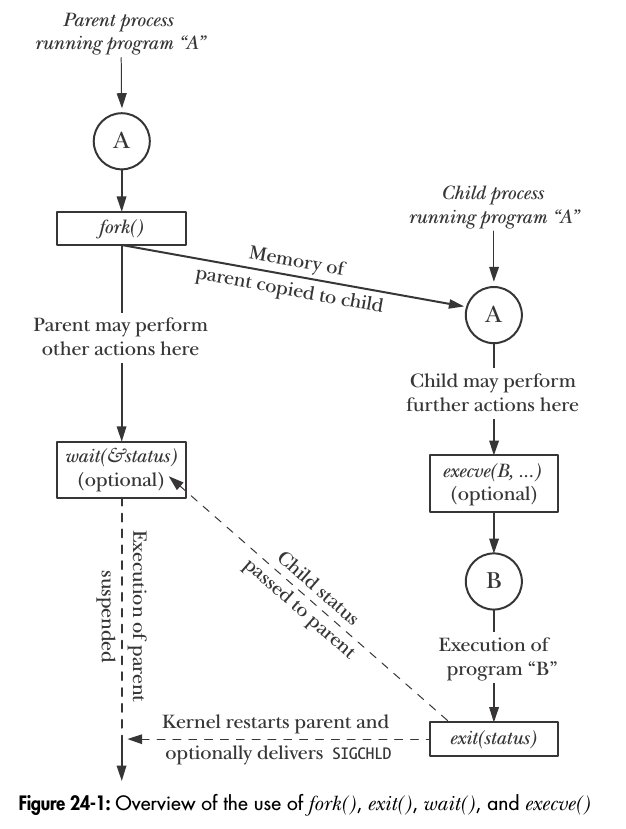 Parent process
running program “A”
A
fork()
Child process
running program “A”
Memory of
parent copied to child
A
Parent may perform
other actions here
Child may perform
further actions here
wait(&status)
(optional)
execve(B, ...)
(optional)
Execution of parent
suspended
Child status
passed to parent
B
Execution of
program “B”
Kernel restarts parent and
optionally delivers SIGCHLD
exit(status)
Figure 24-1: Overview of the use of fork(), exit(), wait(), and execve()